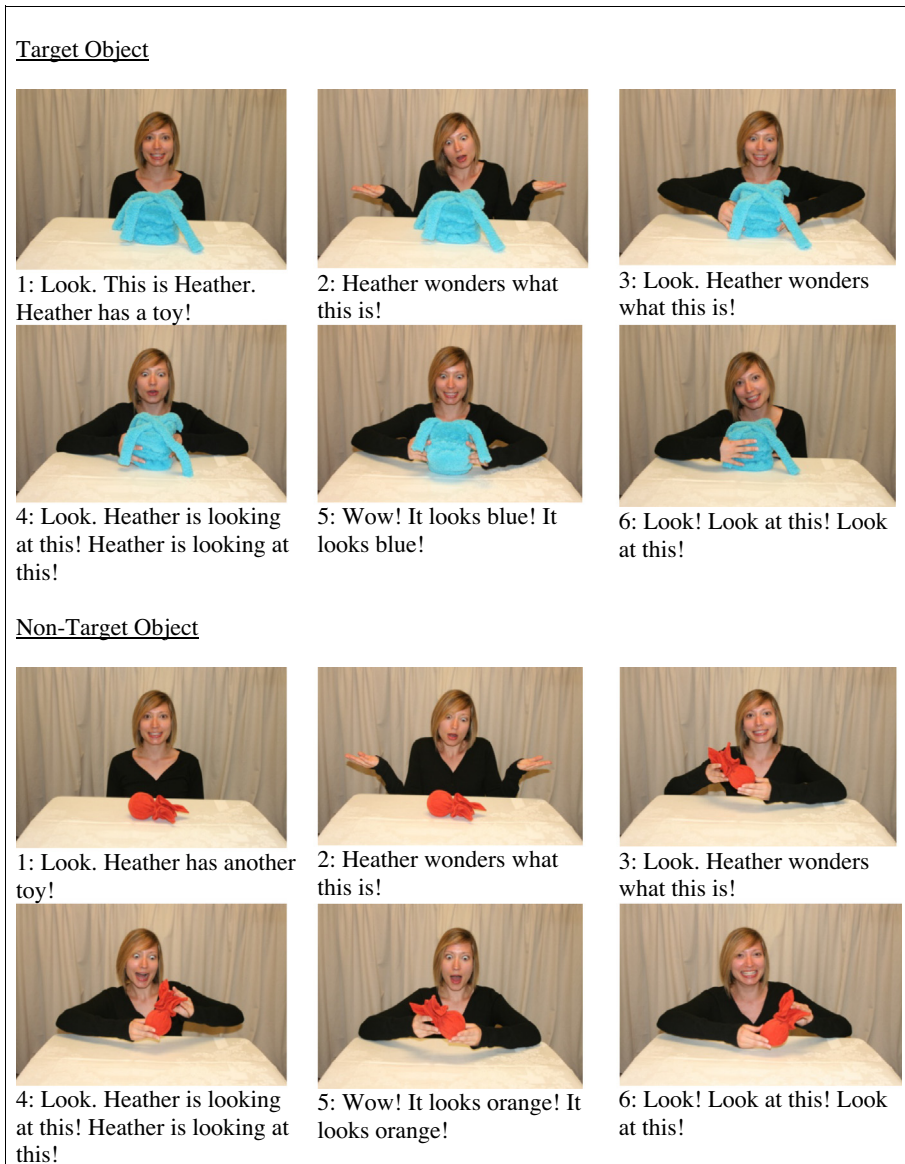 Target Object
1: Look. This is Heather.
Heather has a toy!
2: Heather wonders what
this is!
3: Look. Heather wonders
what this is!
4: Look. Heather is looking
at this! Heather is looking at
this!
5: Wow! It looks blue! It
looks blue!
6: Look! Look at this! Look
at this!
Non-Target Object
1: Look. Heather has another
toy!
2: Heather wonders what
this is!
3: Look. Heather wonders
what this is!
4: Look. Heather is looking
at this! Heather is looking at
this!
5: Wow! It looks orange! It
looks orange!
6: Look! Look at this! Look
at this!